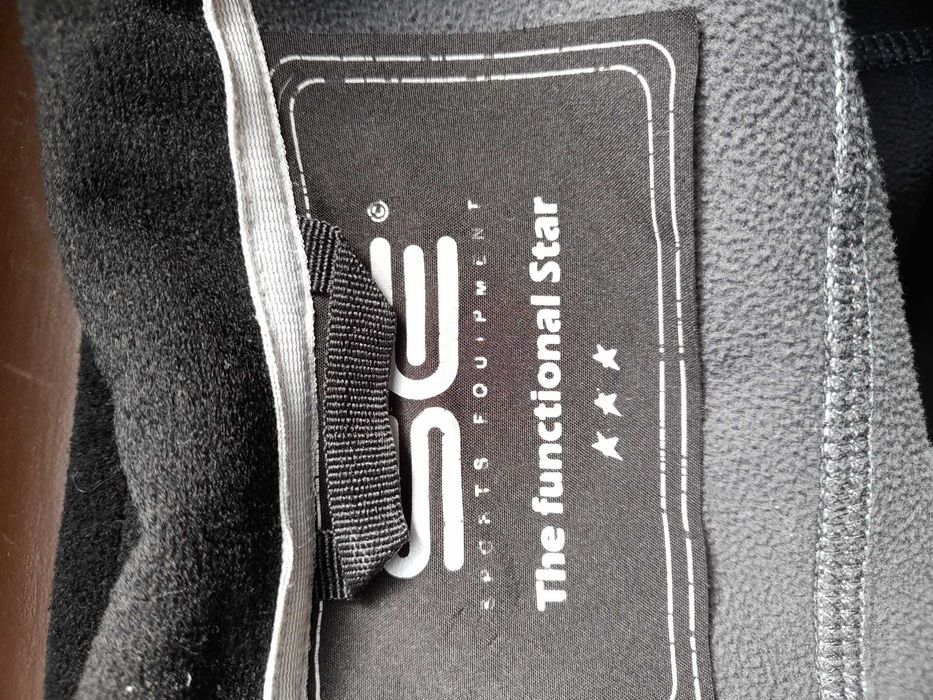 ©
SPORTS EQUIPMENT
The functional Star